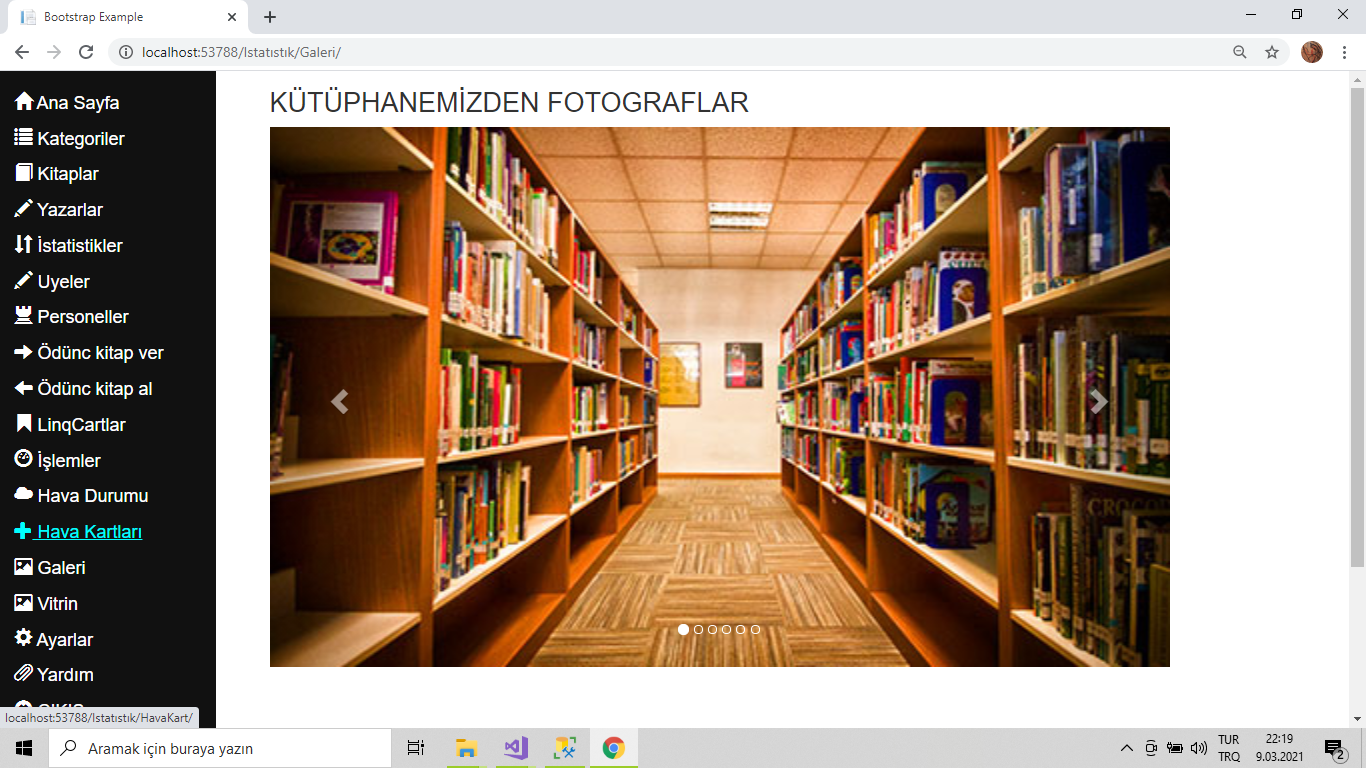 Bootstrap Example
localhost:53788/Istatıstık/Galeri/
Ana Sayfa
Kategoriler
Kitaplar
Yazarlar
İstatistikler
Uyeler
Personeller
Ödünc kitap ver
Ödünc kitap al
LinqCartlar
İşlemler
Hava Durumu
Hava Kartları
Galeri
Vitrin
Ayarlar
Yardım
KÜTÜPHANEMİZDEN FOTOGRAFLAR
localhost:53788/Istatıstık/HavaKart/
Aramak için buraya yazın
TUR
TRQ
22:19
9.03.2021
2